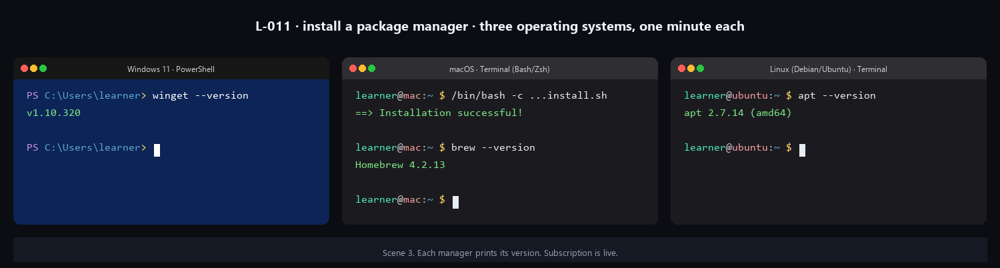 L-011 · install a package manager · three operating systems, one minute each
Windows 11 · PowerShell
PS C:\Users\learner> winget --version
v1.10.320
PS C:\Users\learner>
macOS · Terminal (Bash/Zsh)
learner@mac:~ $ /bin/bash -c ...install.sh
==> Installation successful!
learner@mac:~ $ brew --version
Homebrew 4.2.13
learner@mac:~ $
Linux (Debian/Ubuntu) · Terminal
learner@ubuntu:~ $ apt --version
apt 2.7.14 (amd64)
learner@ubuntu:~ $
Scene 3. Each manager prints its version. Subscription is live.